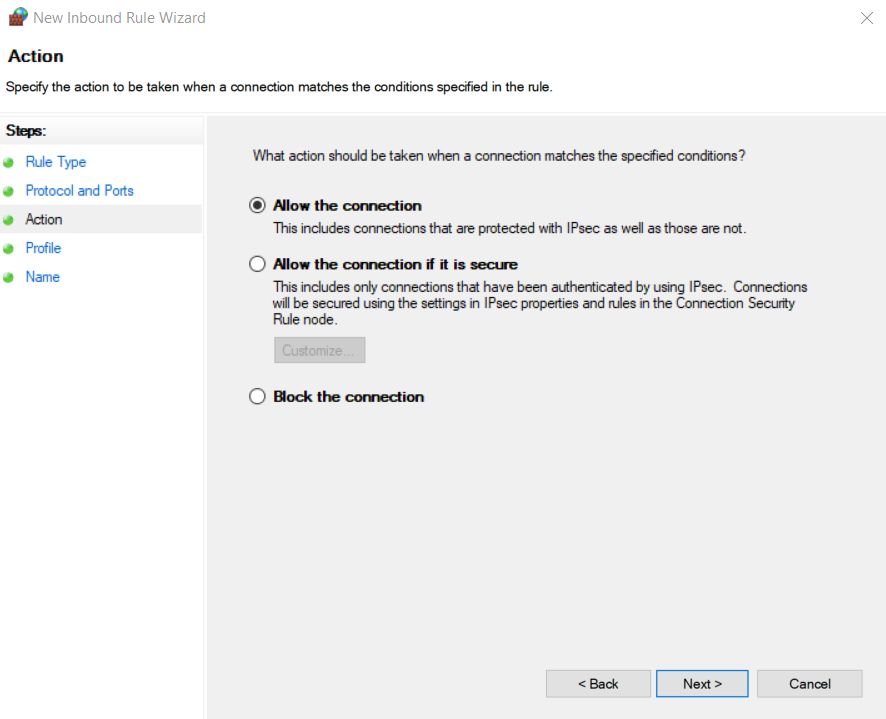 New Inbound Rule Wizard
Action
Specify the action to be taken when a connection matches the conditions specified in the rule.
Steps:
Rule Type
Protocol and Ports
Action
Profile
Name
What action should be taken when a connection matches the specified conditions?
Allow the connection
This includes connections that are protected with IPsec as well as those are not.
Allow the connection if it is secure
This includes only connections that have been authenticated by using IPsec. Connections
will be secured using the settings in IPsec properties and rules in the Connection Security
Rule node.
Customize...
Block the connection
< Back
Next >
Cancel